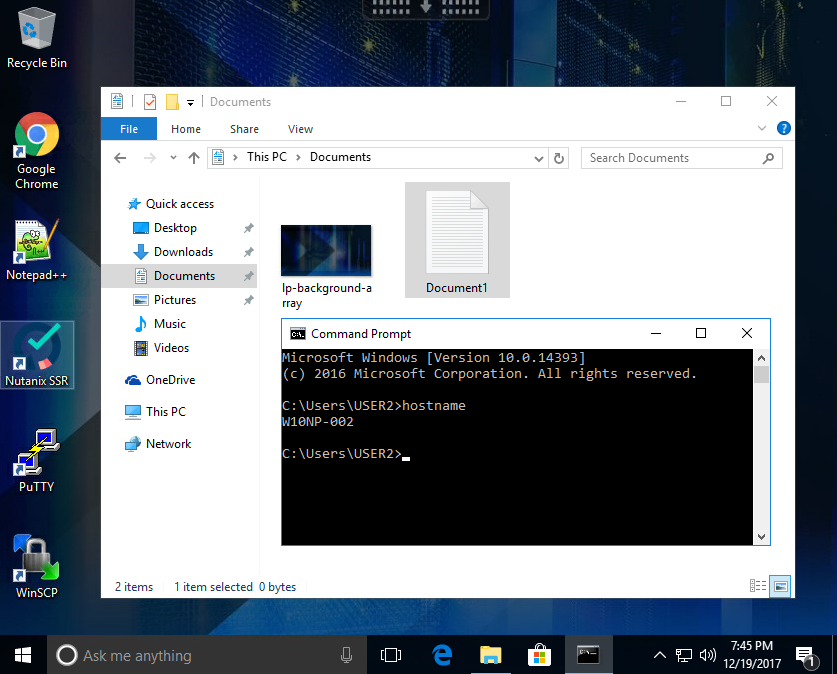 Recycle Bin
Google
Chrome
Notepad++
Nutanix SSR
PuTTY
WinSCP
Documents
File
Home
Share
View
This PC
Documents
Search Documents
Quick access
Desktop
Downloads
Documents
Pictures
Music
Videos
OneDrive
This PC
Network
lp-background-a
rray
Document1
Command Prompt
Microsoft Windows [Version 10.0.14393]
(c) 2016 Microsoft Corporation. All rights reserved.
C:\Users\USER2>hostname
W10NP-002
C:\Users\USER2>
2 items
1 item selected 0 bytes
Ask me anything
7:45 PM
12/19/2017
1